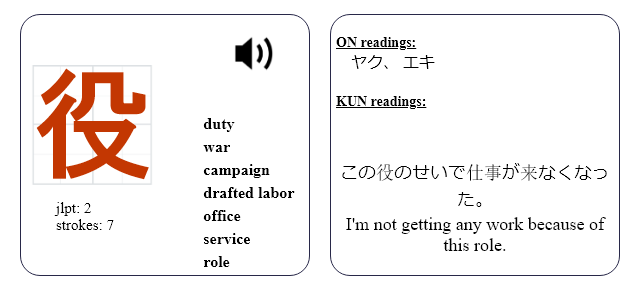 役
jlpt: 2
strokes: 7
duty
war
campaign
drafted labor
office
service
role
ON readings:
ヤク、 エキ
KUN readings:
この役のせいで仕事が来なくなっ
た。
I'm not getting any work because of
this role.